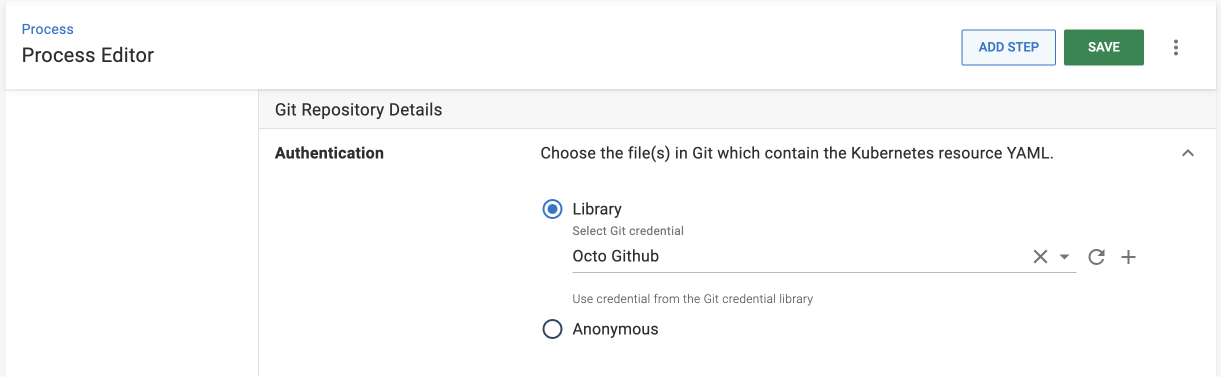 Process
Process Editor
ADD STEP
SAVE
Git Repository Details
Authentication
Choose the file(s) in Git which contain the Kubernetes resource YAML.
Library
Select Git credential
Octo Github
Use credential from the Git credential library
Anonymous